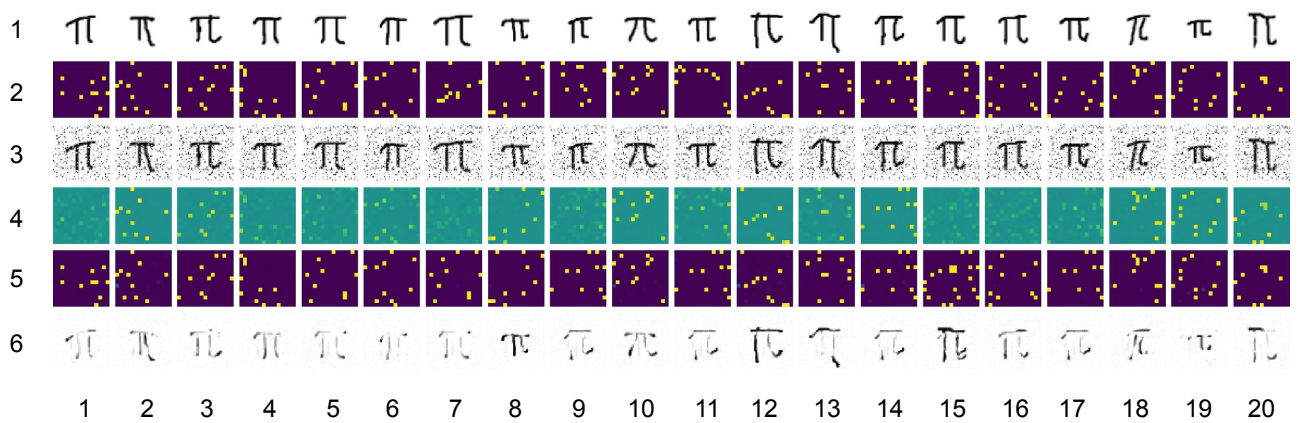 1 π π π π π π π π π π π π π π π π π π π π
2
3 π π π π π π π π π π π π π π π π π π π π
4
5
6 π π π π π π π π π π π π π π π π π π π π
1 2 3 4 5 6 7 8 9 10 11 12 13 14 15 16 17 18 19 20